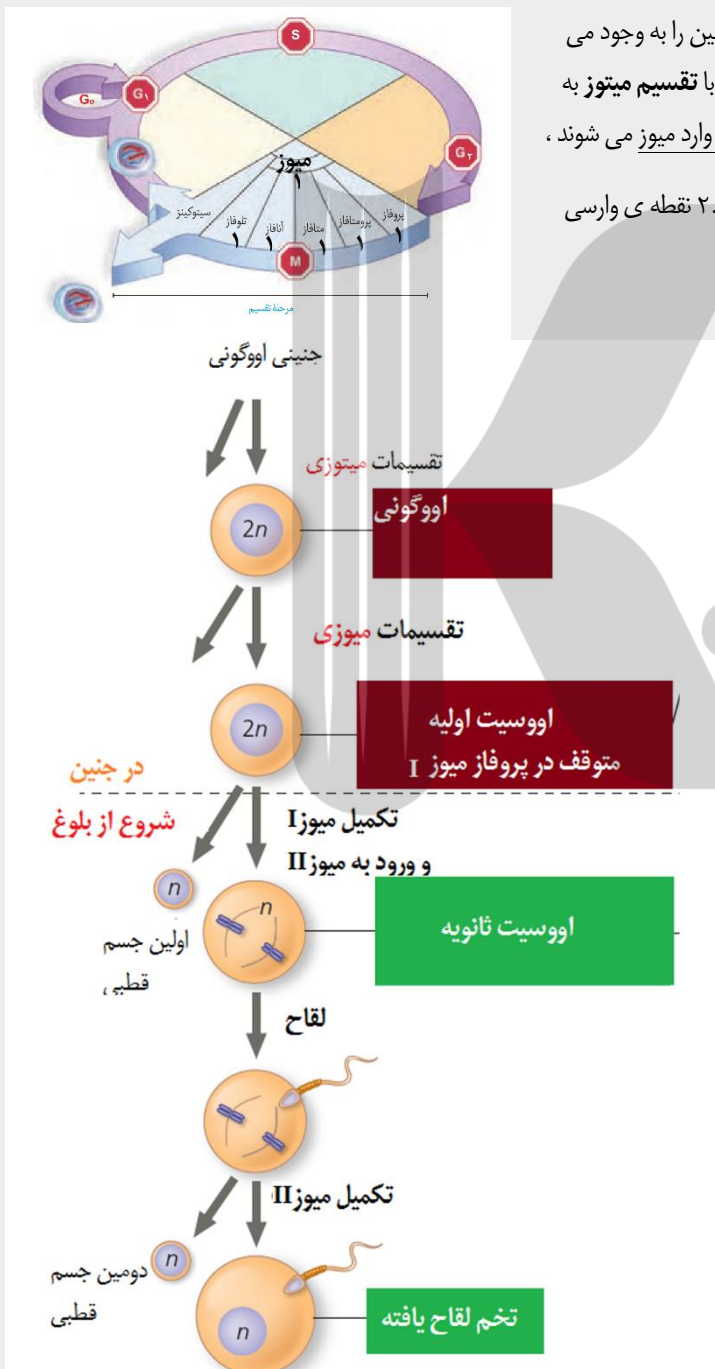 ین را به وجود می
با تقسیم میتوز به
وارد میوز می شوند ،
۲. نقطه ی وارسی
S
G۰
G۱
G۲
میوز
۱
سیتوکینز
تلوفاز
۱
آنافاز
۱
متافاز
۱
پرومتافاز
۱
پروفاز
۱
M
مرحلهٔ تقسیم
جنینی اووگونی
تقسیمات میتوزی
اووگونی
2n
تقسیمات میوزی
2n
اووسیت اولیه
متوقف در پروفاز میوز I
در جنین
شروع از بلوغ
تکمیل میوزI
و ورود به میوزII
n
n
اووسیت ثانویه
اولین جسم
قطبی
لقاح
تکمیل میوزII
n
دومین جسم
قطبی
n
تخم لقاح یافته